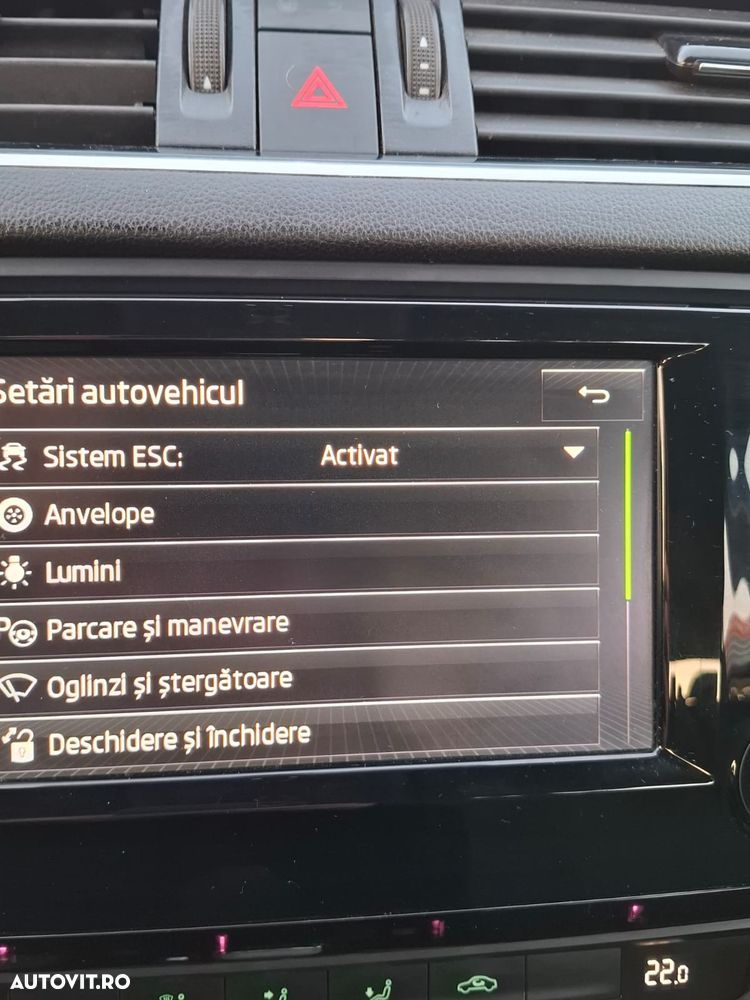 Setări autovehicul
Sistem ESC: Activat
Anvelope
Lumini
Parcare și manevrare
Oglinzi și ștergătoare
Deschidere și închidere
22.0
AUTOVIT.RO